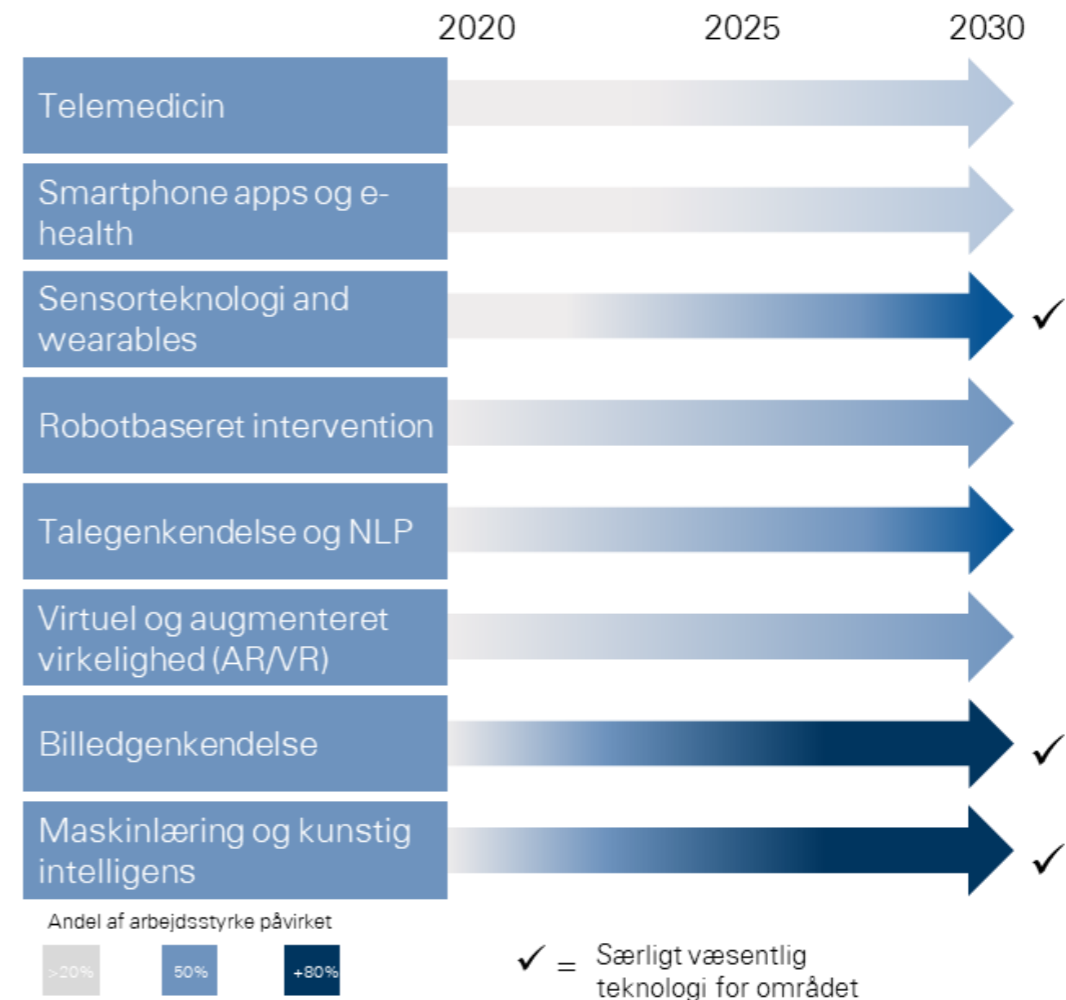 2020 2025 2030
Telemedicin
Smartphone apps og e-
health
Sensorteknologi and
wearables
✓
Robotbaseret intervention
Talegenkendelse og NLP
Virtuel og augmenteret
virkelighed (AR/VR)
Billedgenkendelse
✓
Maskinlæring og kunstig
intelligens
✓
Andel af arbejdsstyrke påvirket
>20% 50% +80%
✓ = Særligt væsentlig
teknologi for området